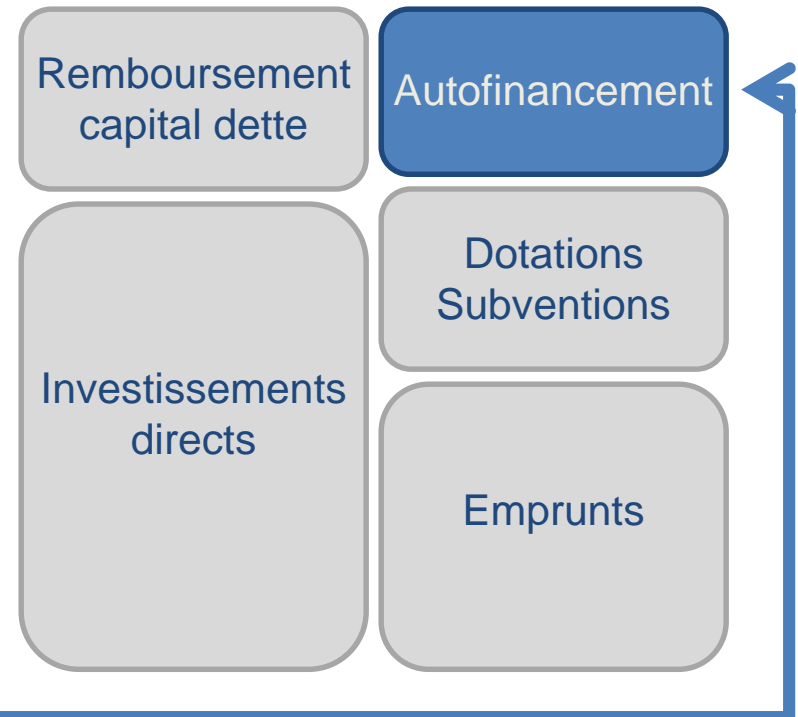 Remboursement
capital dette
Autofinancement
Dotations
Subventions
Investissements
directs
Emprunts